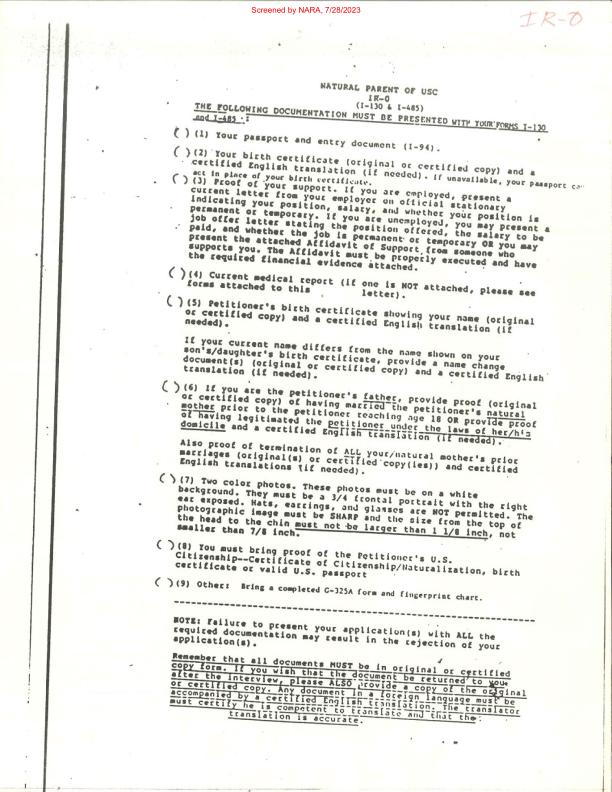 Screened by NARA, 7/28/2023
IR-0
NATURAL PARENT OF USC
IR-0
(I-130 & I-485)
THE FOLLOWING DOCUMENTATION MUST BE PRESENTED WITH YOUR FORMS I-130
and I-485 :
( ) (1) Your passport and entry document (I-94).
( ) (2) Your birth certificate (original or certified copy) and a
certified English translation (if needed). If unavailable, your passport can
act in place of your birth certificate.
( ) (3) Proof of your support. If you are employed, present a
current letter from your employer on official stationary
indicating your position, salary, and whether your position is
permanent or temporary. If you are unemployed, you may present a
job offer letter stating the position offered, the salary to be
paid, and whether the job is permanent or temporary OR you may
present the attached Affidavit of Support from someone who
supports you. The Affidavit must be properly executed and have
the required financial evidence attached.
( ) (4) Current medical report (if one is NOT attached, please see
forms attached to this letter).
( ) (5) Petitioner's birth certificate showing your name (original
or certified copy) and a certified English translation (if
needed).
If your current name differs from the name shown on your
son's/daughter's birth certificate, provide a name change
document(s) (original or certified copy) and a certified English
translation (if needed).
( ) (6) If you are the petitioner's father, provide proof (original
or certified copy) of having married the petitioner's natural
mother prior to the petitioner reaching age 18 OR provide proof
of having legitimated the petitioner under the laws of her/his
domicile and a certified English translation (if needed).
Also proof of termination of ALL your/natural mother's prior
marriages (original(s) or certified copy(ies)) and certified
English translations (if needed).
( ) (7) Two color photos. These photos must be on a white
background. They must be a 3/4 frontal portrait with the right
ear exposed. Hats, earrings, and glasses are NOT permitted. The
photographic image must be SHARP and the size from the top of
the head to the chin must not be larger than 1 1/8 inch, not
smaller than 7/8 inch.
( ) (8) You must bring proof of the Petitioner's U.S.
Citizenship--Certificate of Citizenship/Naturalization, birth
certificate or valid U.S. passport
( ) (9) Other: Bring a completed G-325A form and fingerprint chart.
NOTE: Failure to present your application(s) with ALL the
required documentation may result in the rejection of your
application(s).
Remember that all documents MUST be in original or certified
copy form. If you wish that the document be returned to you
after the interview, please ALSO provide a copy of the original
or certified copy. Any document in a foreign language must be
accompanied by a certified English translation. The translator
must certify he is competent to translate and that the
translation is accurate.